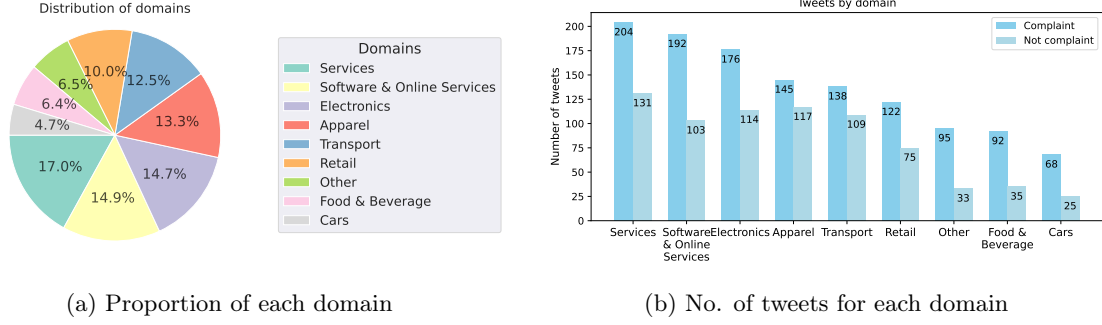 Distribution of domains
10.0%
12.5%
6.5%
6.4%
13.3%
4.7%
17.0%
14.7%
14.9%
Domains
Services
Software & Online Services
Electronics
Apparel
Transport
Retail
Other
Food & Beverage
Cars
(a) Proportion of each domain
Tweets by domain
Complaint
Not complaint
Number of tweets
200
175
150
125
100
75
50
25
0
204
131
192
103
176
114
145
117
138
109
122
75
95
33
92
35
68
25
Services
Software
& Online
Services
Electronics
Apparel
Transport
Retail
Other
Food &
Beverage
Cars
(b) No. of tweets for each domain